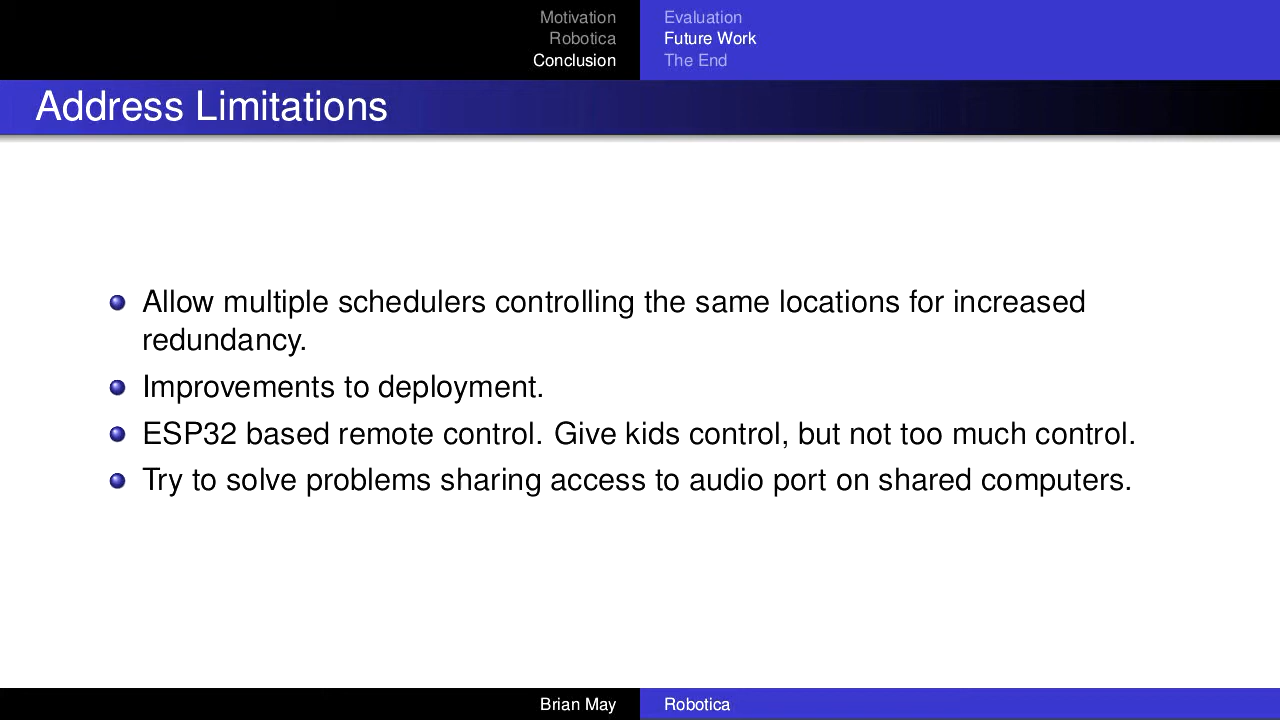 Motivation
Robotica
Conclusion
Evaluation
Future Work
The End
Address Limitations
Allow multiple schedulers controlling the same locations for increased
redundancy.
Improvements to deployment.
ESP32 based remote control. Give kids control, but not too much control.
Try to solve problems sharing access to audio port on shared computers.
Brian May
Robotica